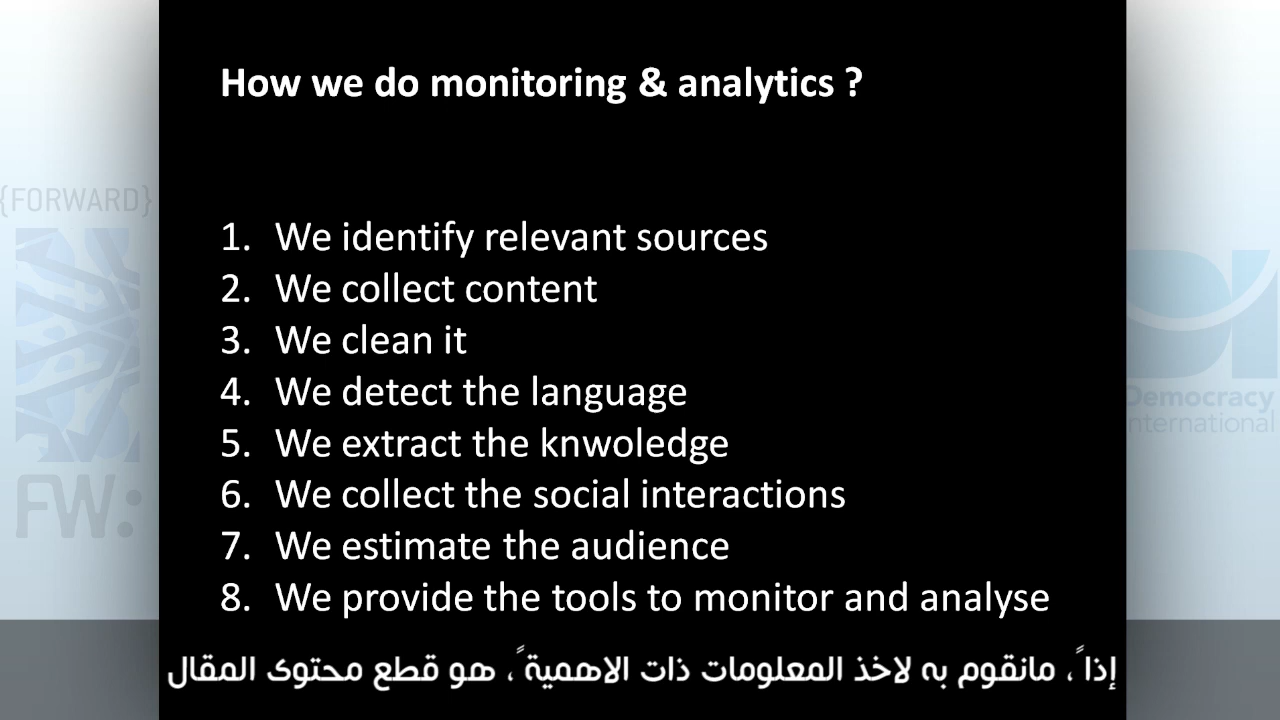 How we do monitoring & analytics ?
{FORWARD}
FW:
1. We identify relevant sources
2. We collect content
3. We clean it
4. We detect the language
5. We extract the knwoledge
6. We collect the social interactions
7. We estimate the audience
8. We provide the tools to monitor and analyse
DI
Democracy
International
إذاً، مانقوم به لاخذ المعلومات ذات الاهميةً، هو قطع محتوى المقال